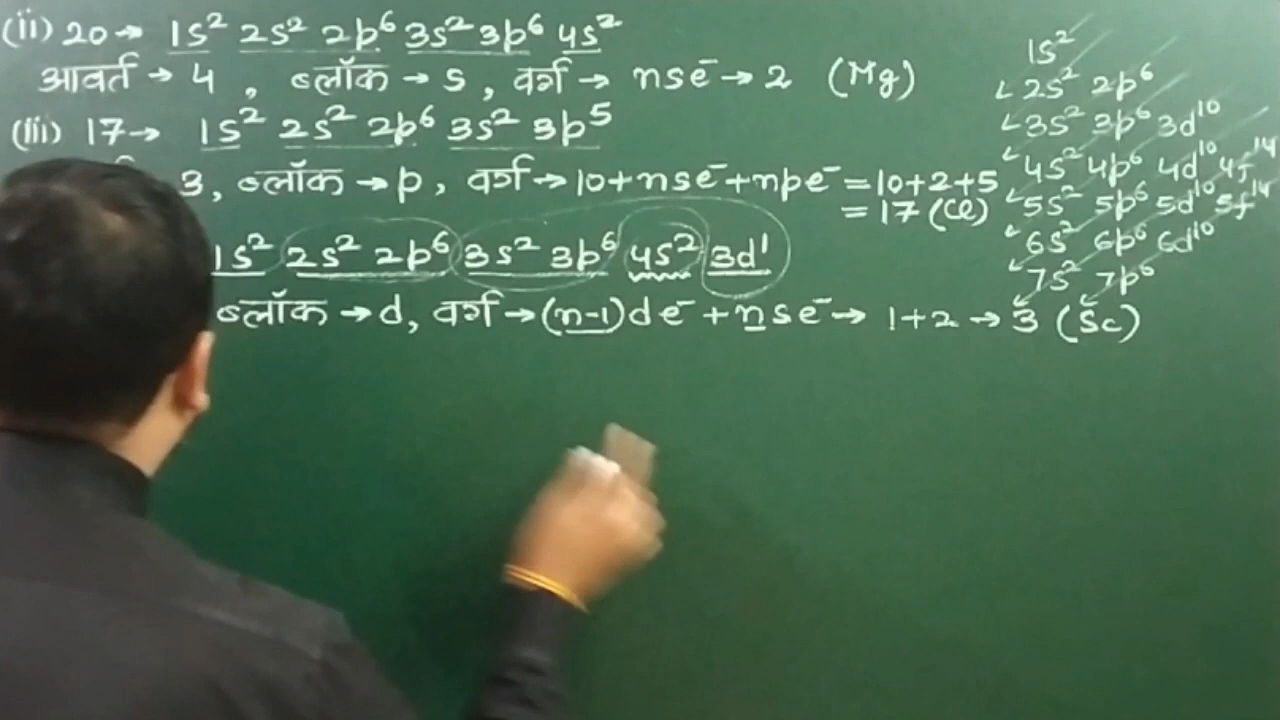 (ii) 20→ 1s² 2s² 2p⁶ 3s² 3p⁶ 4s²
आवर्त → 4 , ब्लॉक → s , वर्ग → nse⁻ → 2 (Mg)
(iii) 17→ 1s² 2s² 2p⁶ 3s² 3p⁵
3, ब्लॉक → p , वर्ग → 10+nse⁻+npe⁻ = 10+2+5
= 17 (Cl)
1s² 2s² 2p⁶ 3s² 3p⁶ 4s² 3d¹
ब्लॉक → d, वर्ग → (n-1)de⁻ + nse⁻ → 1+2 → 3 (Sc)
1s²
2s² 2p⁶
3s² 3p⁶ 3d¹⁰
4s² 4p⁶ 4d¹⁰ 4f¹⁴
5s² 5p⁶ 5d¹⁰ 5f¹⁴
6s² 6p⁶ 6d¹⁰
7s² 7p⁶